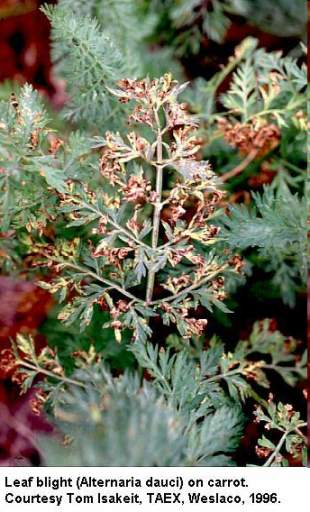 Leaf blight (Alternaria dauci) on carrot.
Courtesy Tom Isakeit, TAEX, Weslaco, 1996.